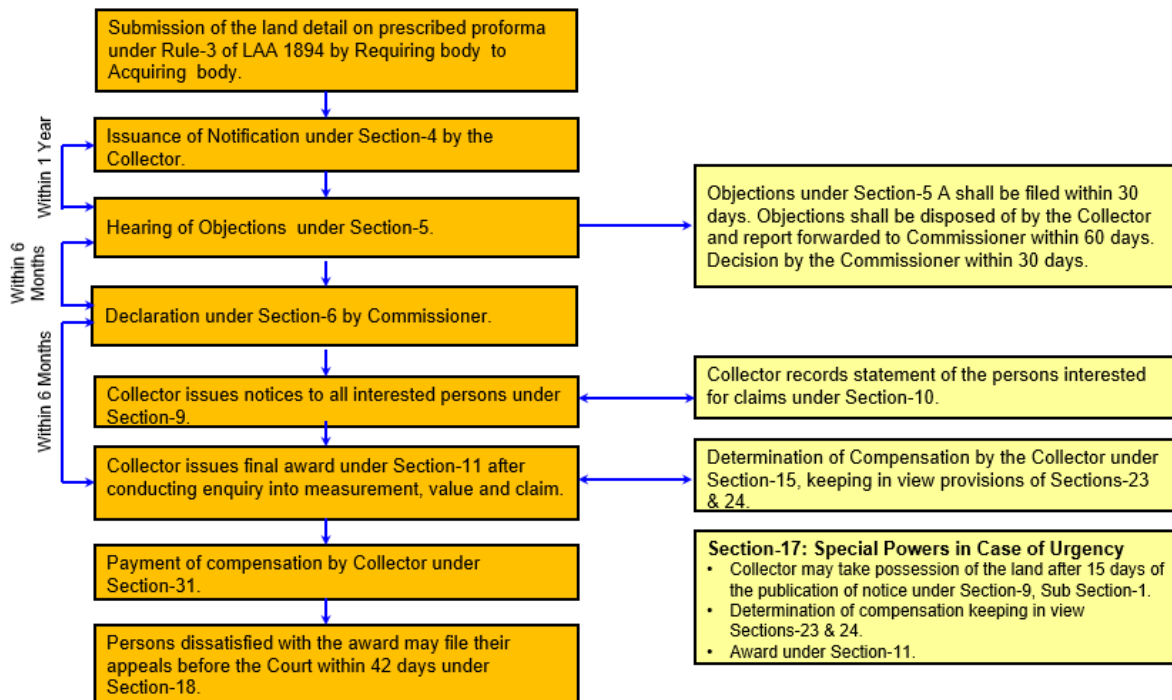 Submission of the land detail on prescribed proforma
under Rule-3 of LAA 1894 by Requiring body to
Acquiring body.
Within 1 Year
Issuance of Notification under Section-4 by the
Collector.
Hearing of Objections under Section-5.
Objections under Section-5 A shall be filed within 30
days. Objections shall be disposed of by the Collector
and report forwarded to Commissioner within 60 days.
Decision by the Commissioner within 30 days.
Within 6
Months
Declaration under Section-6 by Commissioner.
Within 6 Months
Collector issues notices to all interested persons under
Section-9.
Collector records statement of the persons interested
for claims under Section-10.
Collector issues final award under Section-11 after
conducting enquiry into measurement, value and claim.
Determination of Compensation by the Collector under
Section-15, keeping in view provisions of Sections-23
& 24.
Payment of compensation by Collector under
Section-31.
Section-17: Special Powers in Case of Urgency
• Collector may take possession of the land after 15 days of
the publication of notice under Section-9, Sub Section-1.
• Determination of compensation keeping in view
Sections-23 & 24.
• Award under Section-11.
Persons dissatisfied with the award may file their
appeals before the Court within 42 days under
Section-18.